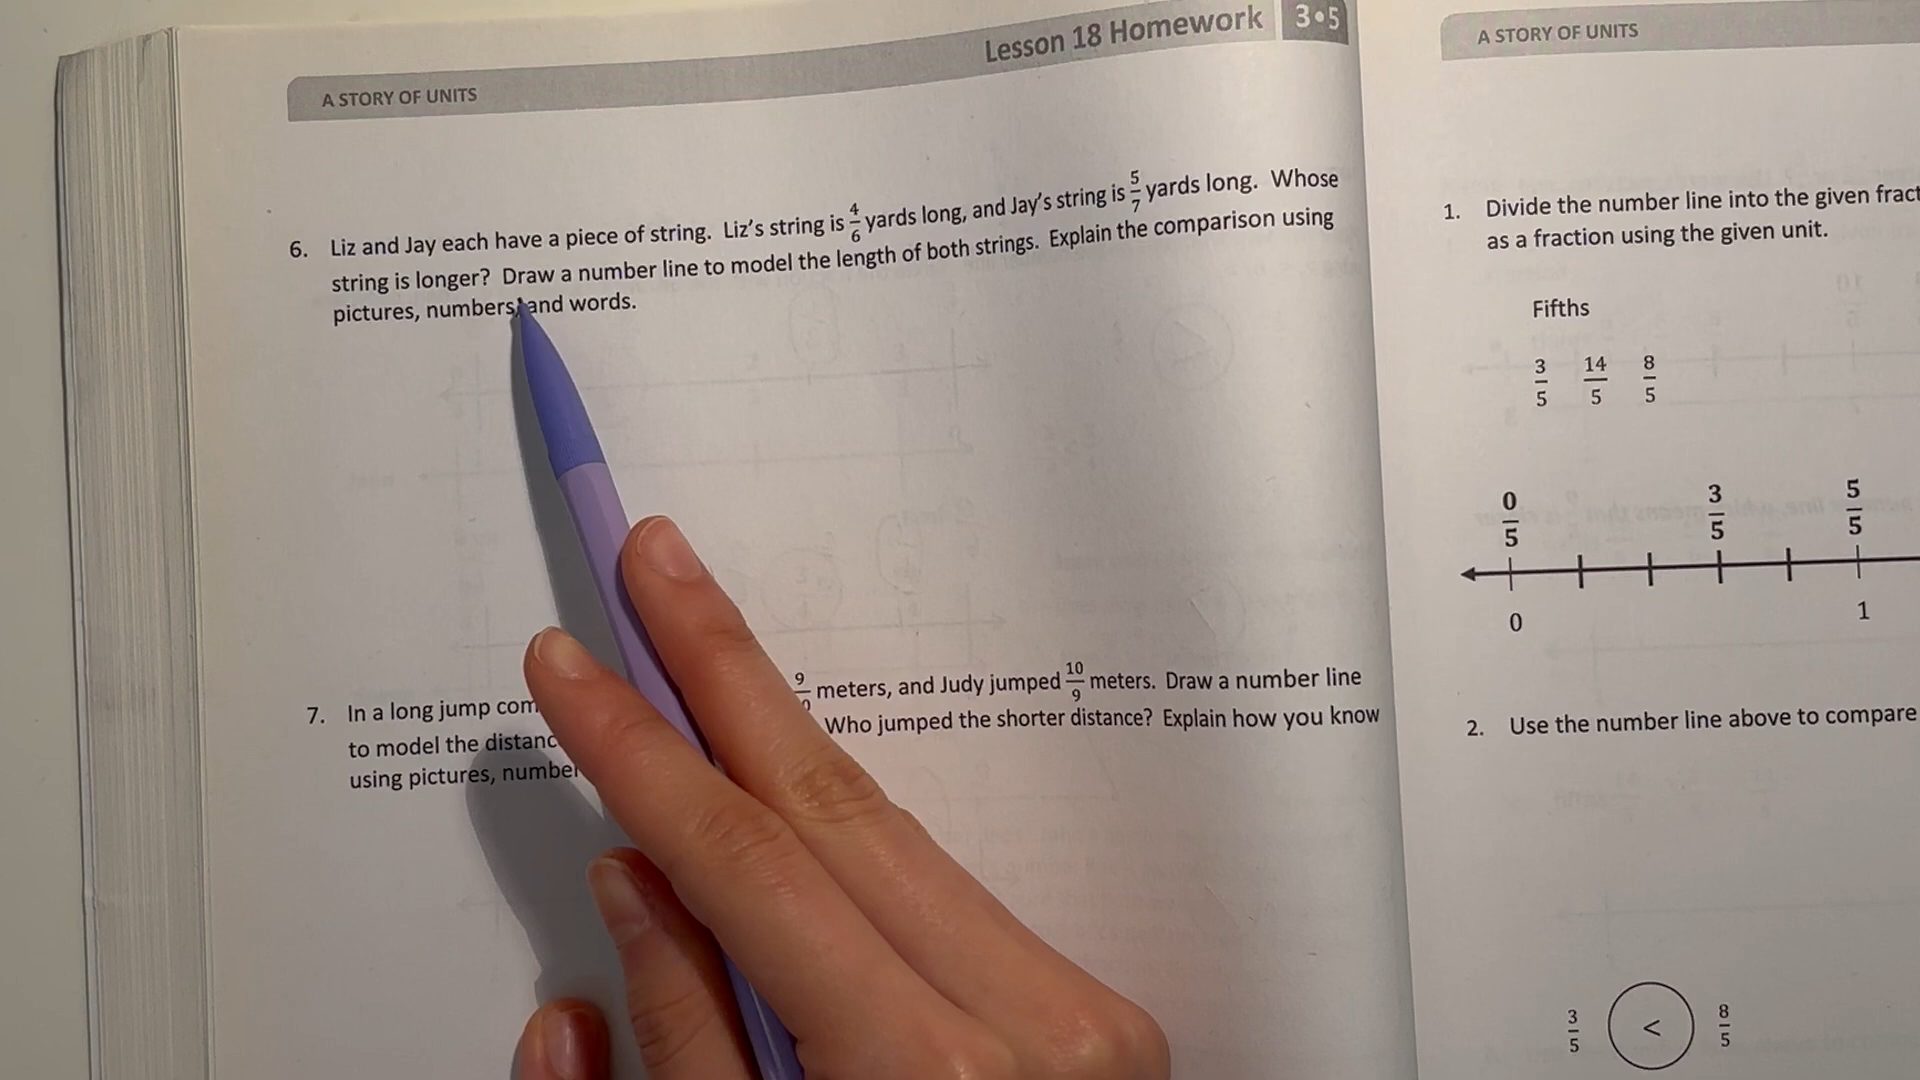 A STORY OF UNITS
Lesson 18 Homework 3•5
6. Liz and Jay each have a piece of string. Liz's string is 4/6 yards long, and Jay's string is 5/7 yards long. Whose
string is longer? Draw a number line to model the length of both strings. Explain the comparison using
pictures, numbers, and words.
7. In a long jump 9 meters, and Judy jumped 10/9 meters. Draw a number line
to model the Who jumped the shorter distance? Explain how you know
using pictures,
A STORY OF UNITS
1. Divide the number line into the given
as a fraction using the given unit.
Fifths
3/5 14/5 8/5
0/5 3/5 5/5
0 1
2. Use the number line above to compare
3/5 < 8/5